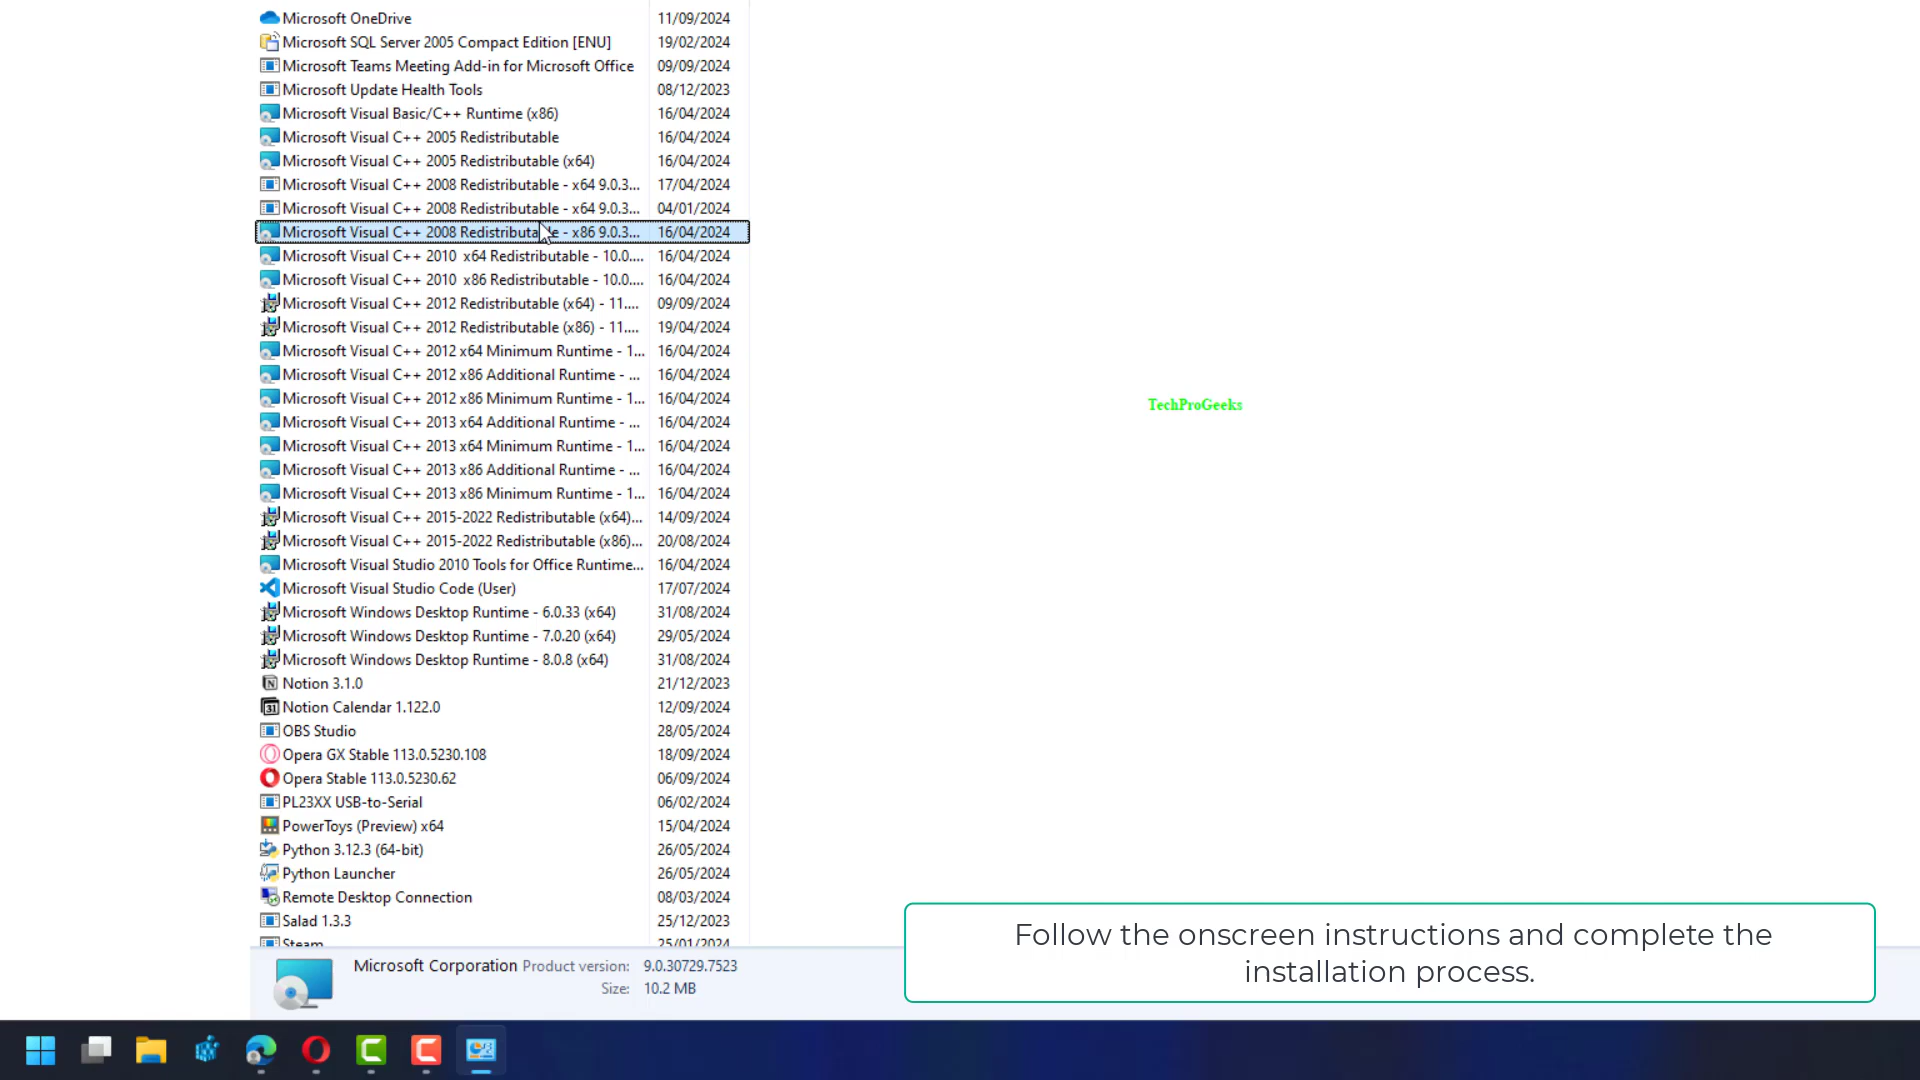 Microsoft OneDrive 11/09/2024
Microsoft SQL Server 2005 Compact Edition [ENU] 19/02/2024
Microsoft Teams Meeting Add-in for Microsoft Office 09/09/2024
Microsoft Update Health Tools 08/12/2023
Microsoft Visual Basic/C++ Runtime (x86) 16/04/2024
Microsoft Visual C++ 2005 Redistributable 16/04/2024
Microsoft Visual C++ 2005 Redistributable (x64) 16/04/2024
Microsoft Visual C++ 2008 Redistributable - x64 9.0.3... 17/04/2024
Microsoft Visual C++ 2008 Redistributable - x64 9.0.3... 04/01/2024
Microsoft Visual C++ 2008 Redistributable - x86 9.0.3... 16/04/2024
Microsoft Visual C++ 2010 x64 Redistributable - 10.0.... 16/04/2024
Microsoft Visual C++ 2010 x86 Redistributable - 10.0.... 16/04/2024
Microsoft Visual C++ 2012 Redistributable (x64) - 11.... 09/09/2024
Microsoft Visual C++ 2012 Redistributable (x86) - 11.... 19/04/2024
Microsoft Visual C++ 2012 x64 Minimum Runtime - 1... 16/04/2024
Microsoft Visual C++ 2012 x86 Additional Runtime - ... 16/04/2024
Microsoft Visual C++ 2012 x86 Minimum Runtime - 1... 16/04/2024
Microsoft Visual C++ 2013 x64 Additional Runtime - ... 16/04/2024
Microsoft Visual C++ 2013 x64 Minimum Runtime - 1... 16/04/2024
Microsoft Visual C++ 2013 x86 Additional Runtime - ... 16/04/2024
Microsoft Visual C++ 2013 x86 Minimum Runtime - 1... 16/04/2024
Microsoft Visual C++ 2015-2022 Redistributable (x64)... 14/09/2024
Microsoft Visual C++ 2015-2022 Redistributable (x86)... 20/08/2024
Microsoft Visual Studio 2010 Tools for Office Runtime... 16/04/2024
Microsoft Visual Studio Code (User) 17/07/2024
Microsoft Windows Desktop Runtime - 6.0.33 (x64) 31/08/2024
Microsoft Windows Desktop Runtime - 7.0.20 (x64) 29/05/2024
Microsoft Windows Desktop Runtime - 8.0.8 (x64) 31/08/2024
Notion 3.1.0 21/12/2023
Notion Calendar 1.122.0 12/09/2024
OBS Studio 28/05/2024
Opera GX Stable 113.0.5230.108 18/09/2024
Opera Stable 113.0.5230.62 06/09/2024
PL23XX USB-to-Serial 06/02/2024
PowerToys (Preview) x64 15/04/2024
Python 3.12.3 (64-bit) 26/05/2024
Python Launcher 26/05/2024
Remote Desktop Connection 08/03/2024
Salad 1.3.3 25/12/2023
Steam 25/01/2024
TechProGeeks
Microsoft Corporation Product version: 9.0.30729.7523
Size: 10.2 MB
Follow the onscreen instructions and complete the
installation process.